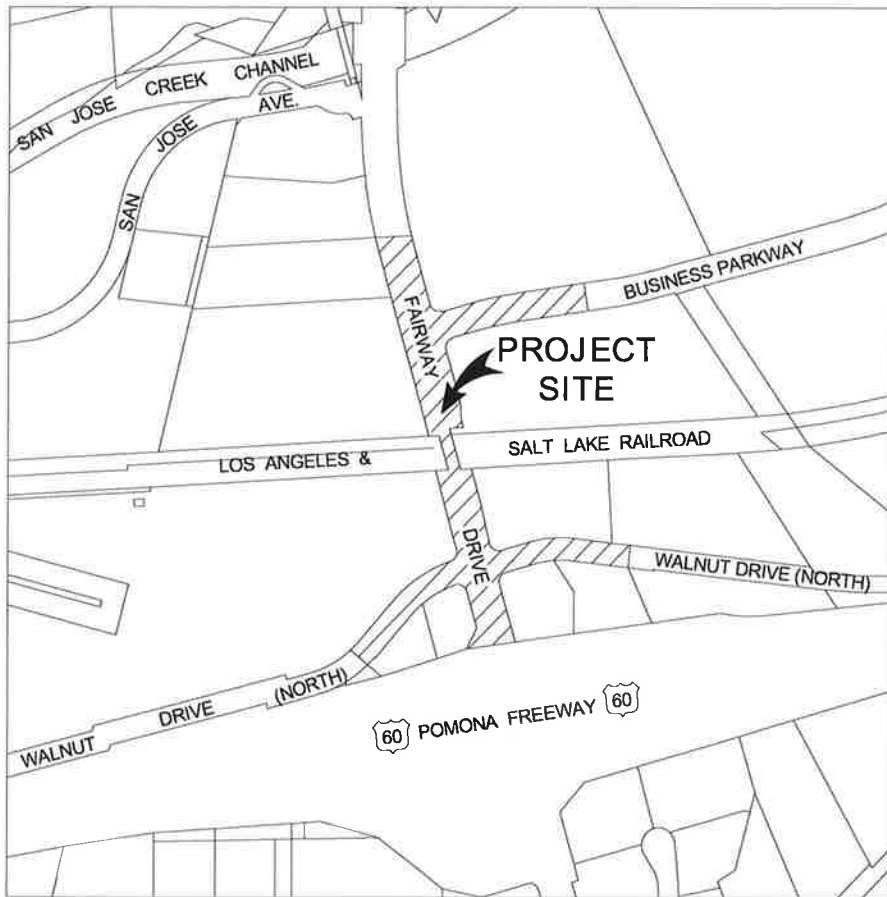 SAN JOSE CREEK CHANNEL
SAN JOSE AVE.
BUSINESS PARKWAY
FAIRWAY
PROJECT
SITE
LOS ANGELES &
SALT LAKE RAILROAD
DRIVE
WALNUT DRIVE (NORTH)
WALNUT DRIVE (NORTH)
60 POMONA FREEWAY 60